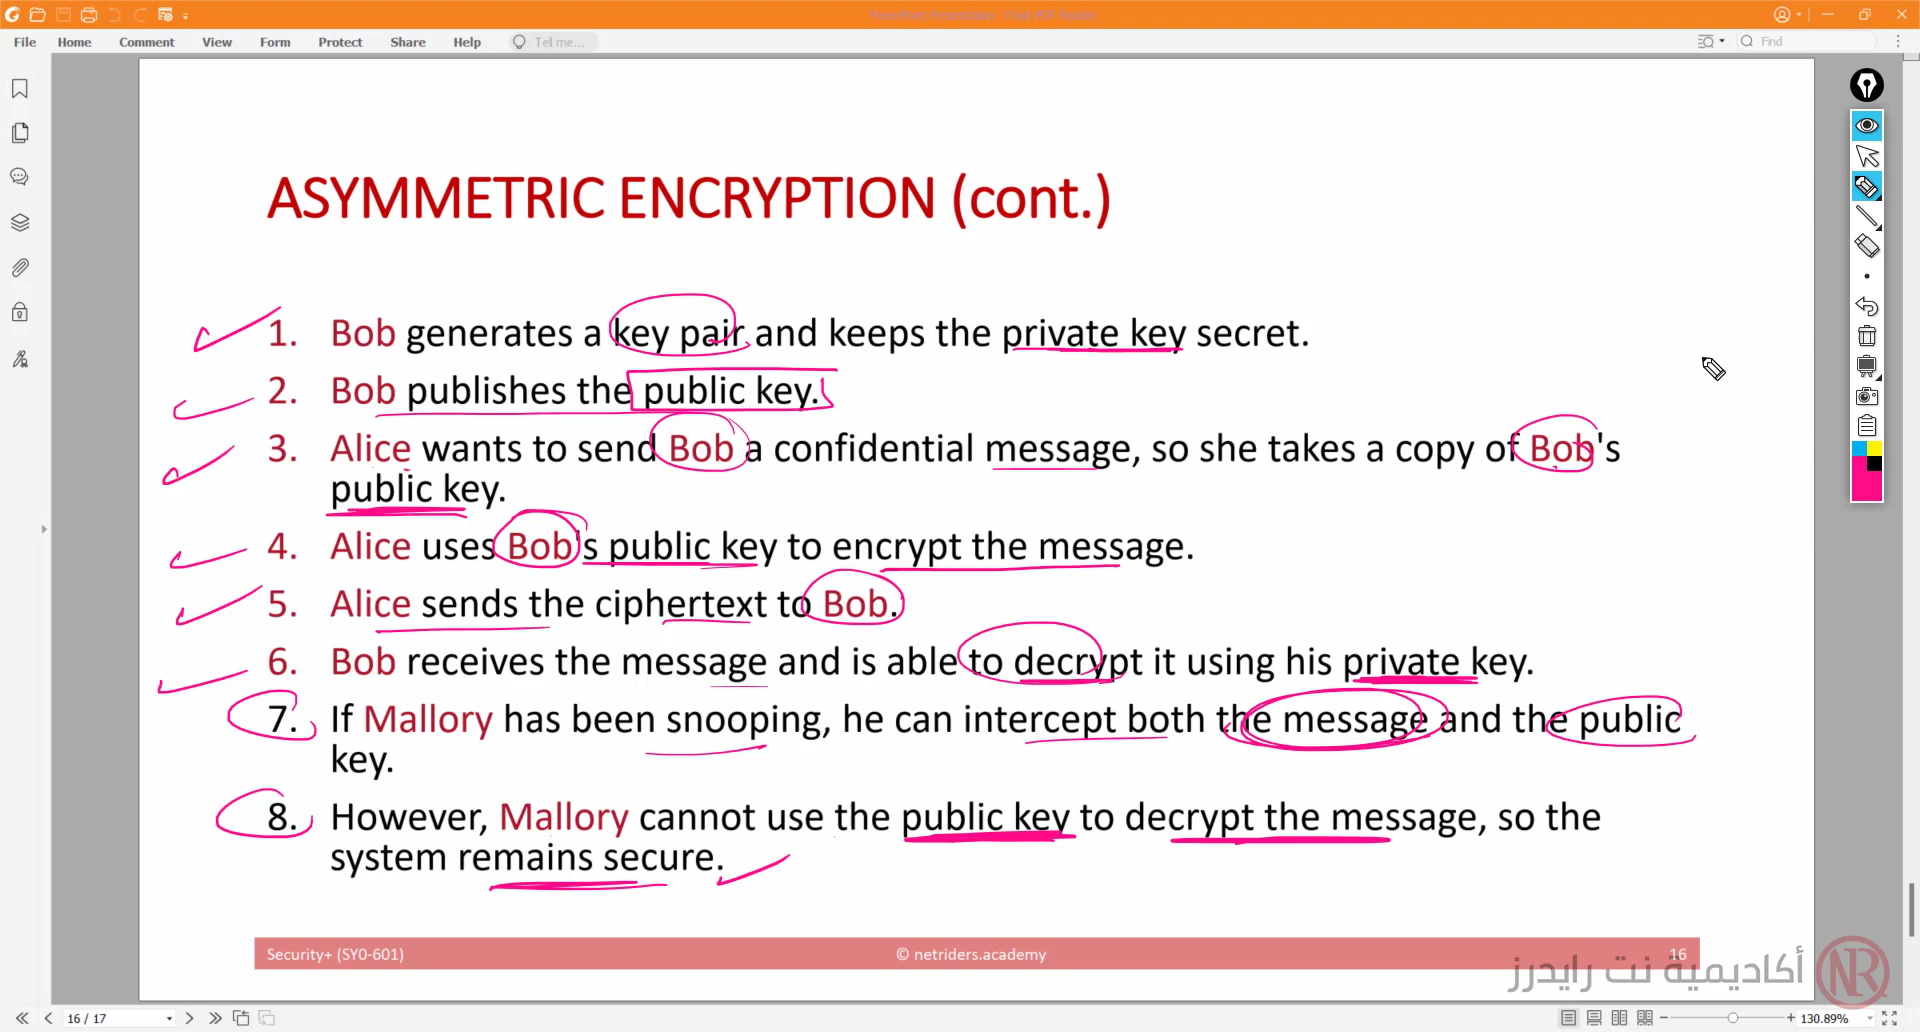 File Home Comment View Form Protect Share Help Tell me... Find
ASYMMETRIC ENCRYPTION (cont.)
1. Bob generates a key pair and keeps the private key secret.
2. Bob publishes the public key.
3. Alice wants to send Bob a confidential message, so she takes a copy of Bob's
public key.
4. Alice uses Bob's public key to encrypt the message.
5. Alice sends the ciphertext to Bob.
6. Bob receives the message and is able to decrypt it using his private key.
7. If Mallory has been snooping, he can intercept both the message and the public
key.
8. However, Mallory cannot use the public key to decrypt the message, so the
system remains secure.
Security+ (SY0-601) © netriders.academy 16
أكاديمية نت رايدرز NR
16 / 17 130.89%